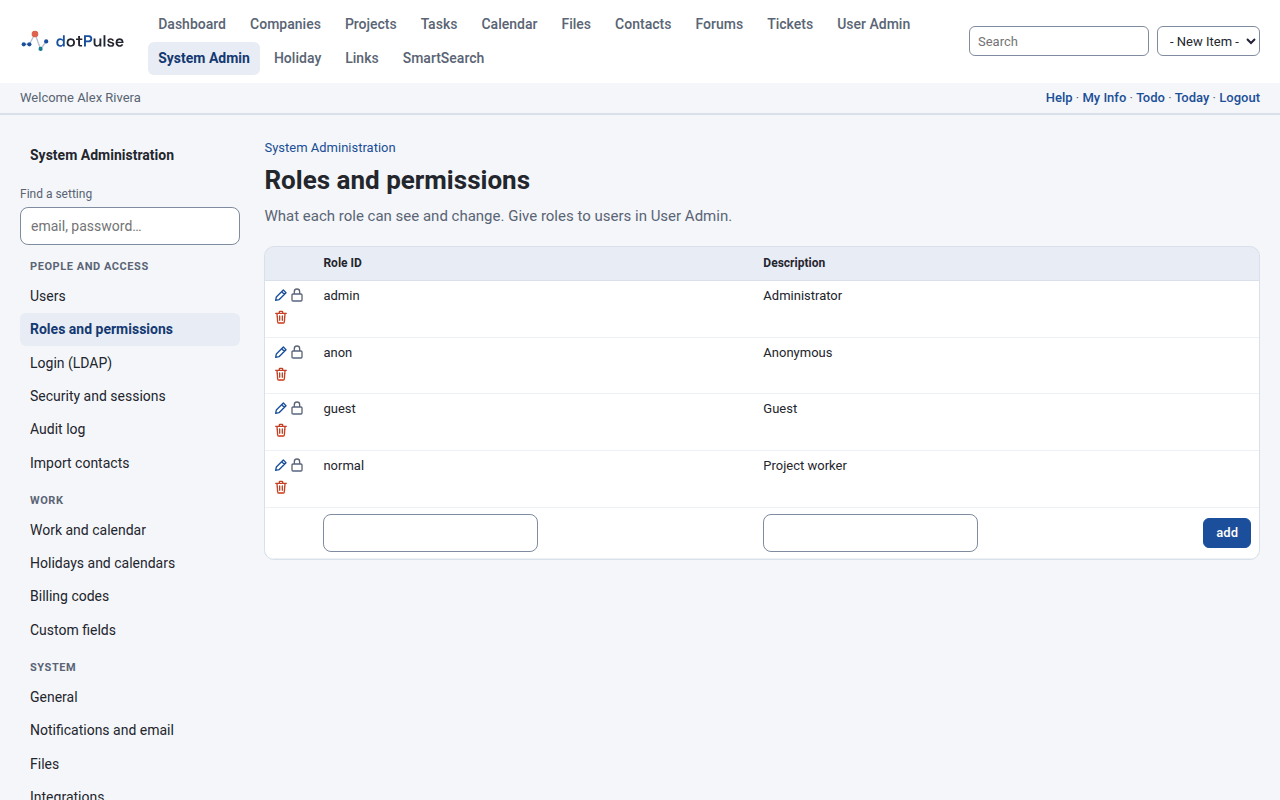 dotPulse
Dashboard Companies Projects Tasks Calendar Files Contacts Forums Tickets User Admin
System Admin Holiday Links SmartSearch
Search
- New Item -
Welcome Alex Rivera
Help · My Info · Todo · Today · Logout
System Administration
Find a setting
email, password...
PEOPLE AND ACCESS
Users
Roles and permissions
Login (LDAP)
Security and sessions
Audit log
Import contacts
WORK
Work and calendar
Holidays and calendars
Billing codes
Custom fields
SYSTEM
General
Notifications and email
Files
Integrations
System Administration
Roles and permissions
What each role can see and change. Give roles to users in User Admin.
Role ID Description
admin Administrator
anon Anonymous
guest Guest
normal Project worker
add